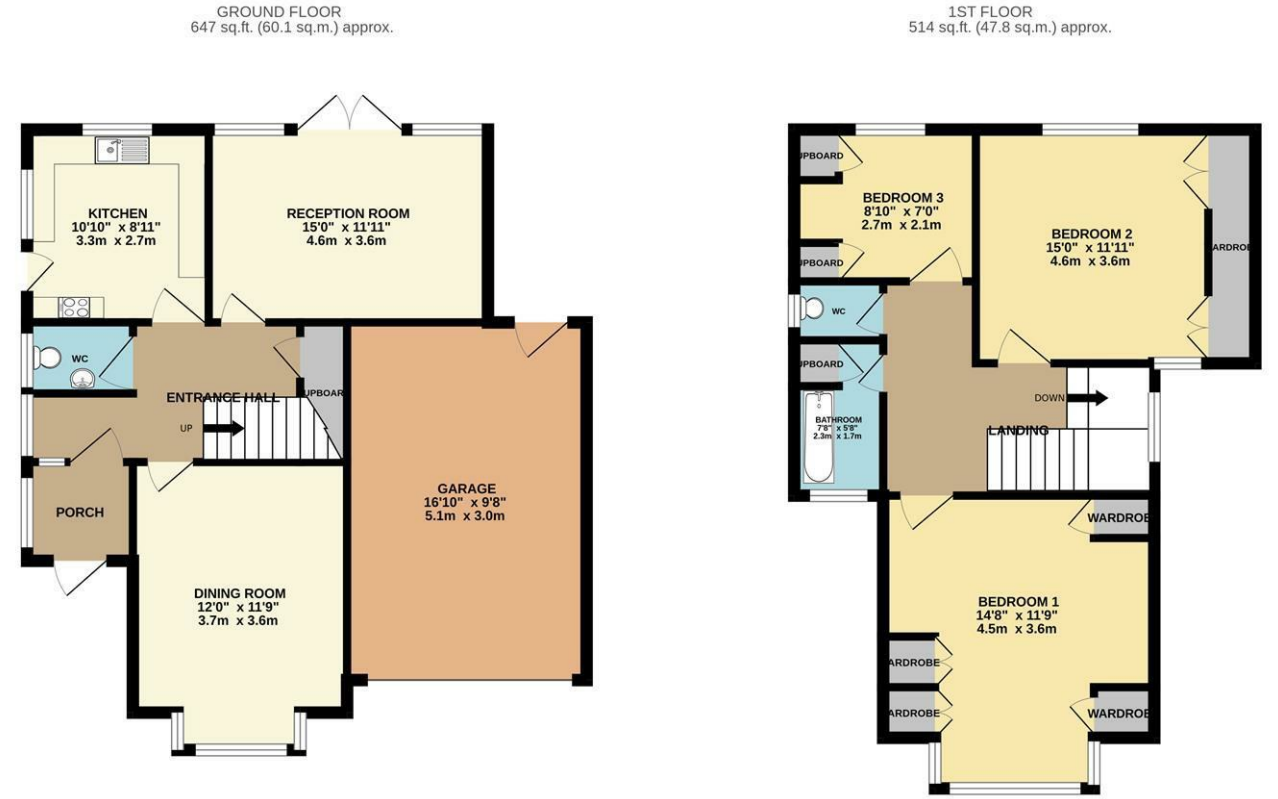 GROUND FLOOR
647 sq.ft. (60.1 sq.m.) approx.
KITCHEN
10'10" x 8'11"
3.3m x 2.7m
RECEPTION ROOM
15'0" x 11'11"
4.6m x 3.6m
WC
ENTRANCE HALL
UPBOAR
UP
PORCH
GARAGE
16'10" x 9'8"
5.1m x 3.0m
DINING ROOM
12'0" x 11'9"
3.7m x 3.6m
1ST FLOOR
514 sq.ft. (47.8 sq.m.) approx.
UPBOARD
BEDROOM 3
8'10" x 7'0"
2.7m x 2.1m
UPBOARD
BEDROOM 2
15'0" x 11'11"
4.6m x 3.6m
ARDROB
WC
UPBOARD
DOWN
BATHROOM
7'8" x 5'8"
2.3m x 1.7m
LANDING
WARDROBE
BEDROOM 1
14'8" x 11'9"
4.5m x 3.6m
ARDROBE
ARDROBE
WARDROBE